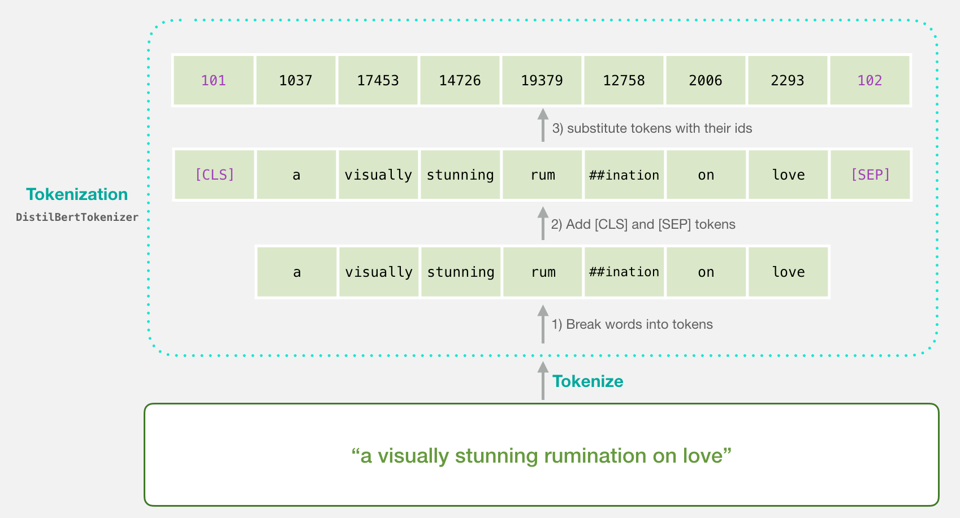 101 1037 17453 14726 19379 12758 2006 2293 102
3) substitute tokens with their ids
[CLS] a visually stunning rum ##ination on love [SEP]
Tokenization
DistilBertTokenizer
2) Add [CLS] and [SEP] tokens
a visually stunning rum ##ination on love
1) Break words into tokens
Tokenize
“a visually stunning rumination on love”